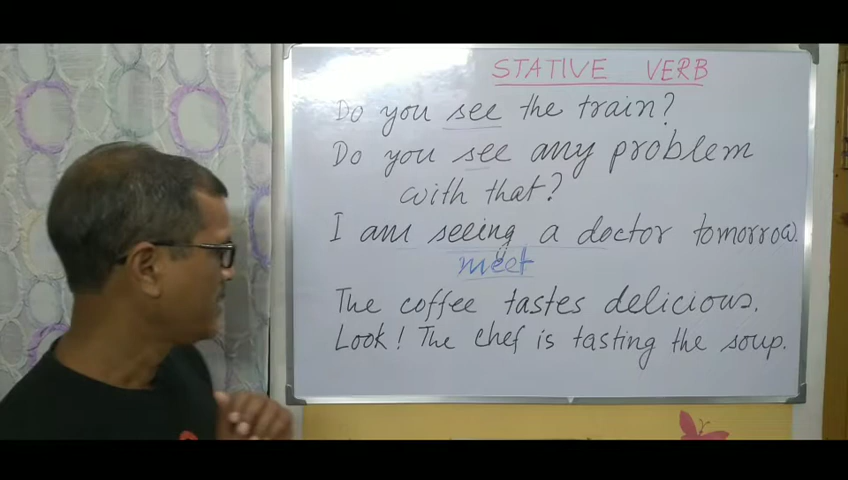 STATIVE VERB
Do you see the train?
Do you see any problem
with that?
I am seeing a doctor tomorrow.
meet
The coffee tastes delicious.
Look! The chef is tasting the soup.